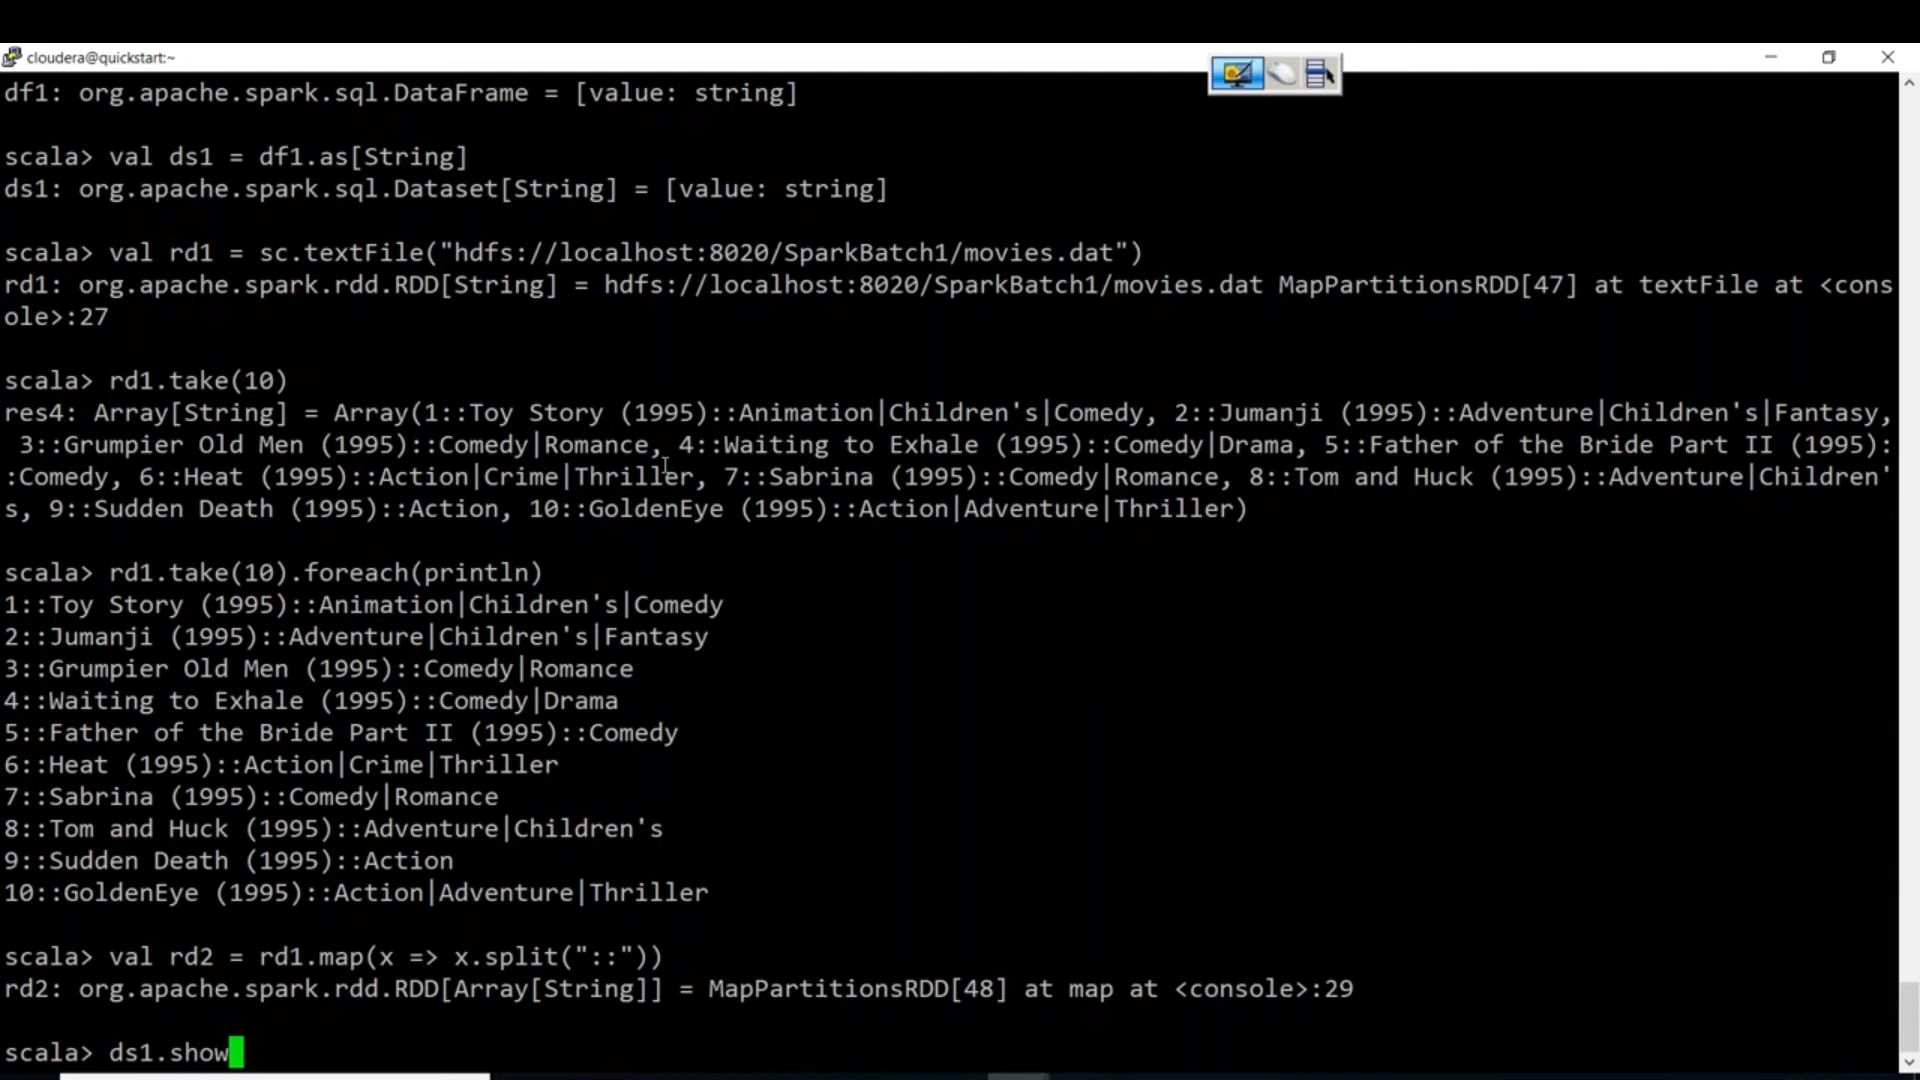 cloudera@quickstart:~
df1: org.apache.spark.sql.DataFrame = [value: string]
scala> val ds1 = df1.as[String]
ds1: org.apache.spark.sql.Dataset[String] = [value: string]
scala> val rd1 = sc.textFile("hdfs://localhost:8020/SparkBatch1/movies.dat")
rd1: org.apache.spark.rdd.RDD[String] = hdfs://localhost:8020/SparkBatch1/movies.dat MapPartitionsRDD[47] at textFile at <cons
ole>:27
scala> rd1.take(10)
res4: Array[String] = Array(1::Toy Story (1995)::Animation|Children's|Comedy, 2::Jumanji (1995)::Adventure|Children's|Fantasy,
 3::Grumpier Old Men (1995)::Comedy|Romance, 4::Waiting to Exhale (1995)::Comedy|Drama, 5::Father of the Bride Part II (1995):
:Comedy, 6::Heat (1995)::Action|Crime|Thriller, 7::Sabrina (1995)::Comedy|Romance, 8::Tom and Huck (1995)::Adventure|Children'
s, 9::Sudden Death (1995)::Action, 10::GoldenEye (1995)::Action|Adventure|Thriller)
scala> rd1.take(10).foreach(println)
1::Toy Story (1995)::Animation|Children's|Comedy
2::Jumanji (1995)::Adventure|Children's|Fantasy
3::Grumpier Old Men (1995)::Comedy|Romance
4::Waiting to Exhale (1995)::Comedy|Drama
5::Father of the Bride Part II (1995)::Comedy
6::Heat (1995)::Action|Crime|Thriller
7::Sabrina (1995)::Comedy|Romance
8::Tom and Huck (1995)::Adventure|Children's
9::Sudden Death (1995)::Action
10::GoldenEye (1995)::Action|Adventure|Thriller
scala> val rd2 = rd1.map(x => x.split("::"))
rd2: org.apache.spark.rdd.RDD[Array[String]] = MapPartitionsRDD[48] at map at <console>:29
scala> ds1.show